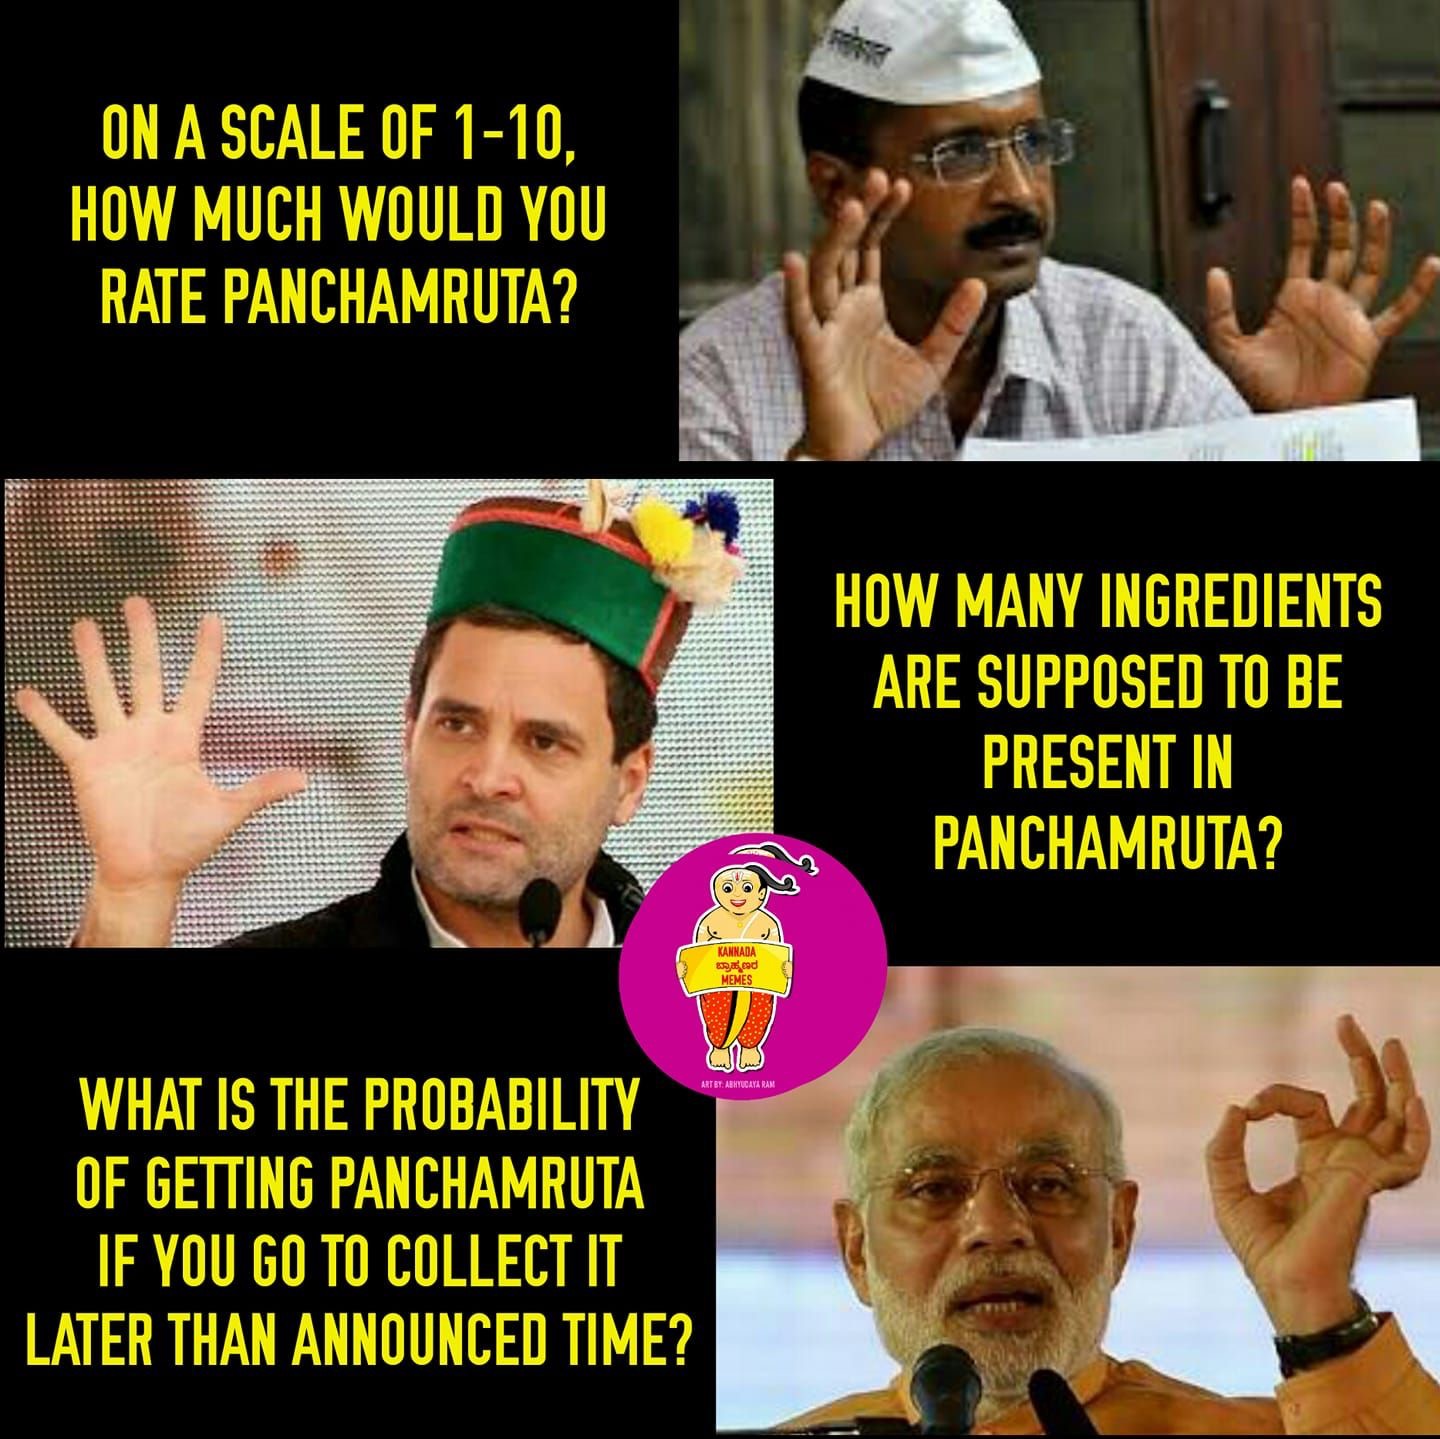 ON A SCALE OF 1-10,
HOW MUCH WOULD YOU
RATE PANCHAMRUTA?
HOW MANY INGREDIENTS
ARE SUPPOSED TO BE
PRESENT IN
PANCHAMRUTA?
KANNADA
ಬ್ರಾಹ್ಮಣರ
MEMES
ART BY: ABHYUDAYA RAM
WHAT IS THE PROBABILITY
OF GETTING PANCHAMRUTA
IF YOU GO TO COLLECT IT
LATER THAN ANNOUNCED TIME?